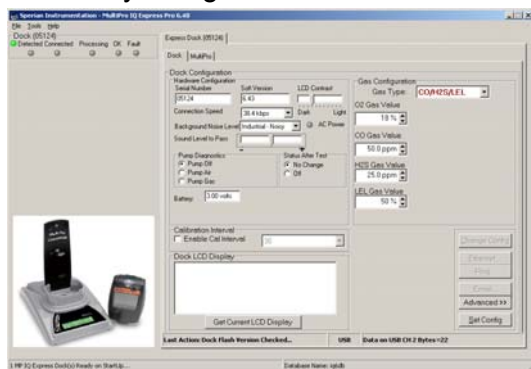 Sperian Instrumentation - MultiPro IQ Express Pro 6.40
File Tools Help
Dock (05124)
Detected Connected Processing OK Fault
Express Dock (05124)
Dock MultiPro
Dock Configuration
Hardware Configuration
Serial Number Soft Version LCD Contrast
05124 6.43
Connection Speed 38.4 kbps Dark Light
Background Noise Level Industrial - Noisy AC Power
Sound Level to Pass
Pump Diagnostics
Pump Off
Pump Air
Pump Gas
Status After Test
No Change
Off
Battery 3.00 volts
Gas Configuration
Gas Type: CO/H2S/LEL
O2 Gas Value
18 %
CO Gas Value
50.0 ppm
H2S Gas Value
25.0 ppm
LEL Gas Value
50 %
Calibration Interval
Enable Cal Interval 30
Dock LCD Display
Get Current LCD Display
Change Config
Ethernet...
Ping
Email...
Advanced >>
Set Config
Last Action: Dock Flash Version Checked... USB Data on USB CH 2 Bytes=22
1 MP IQ Express Dock(s) Ready on StartUp... Database Name: